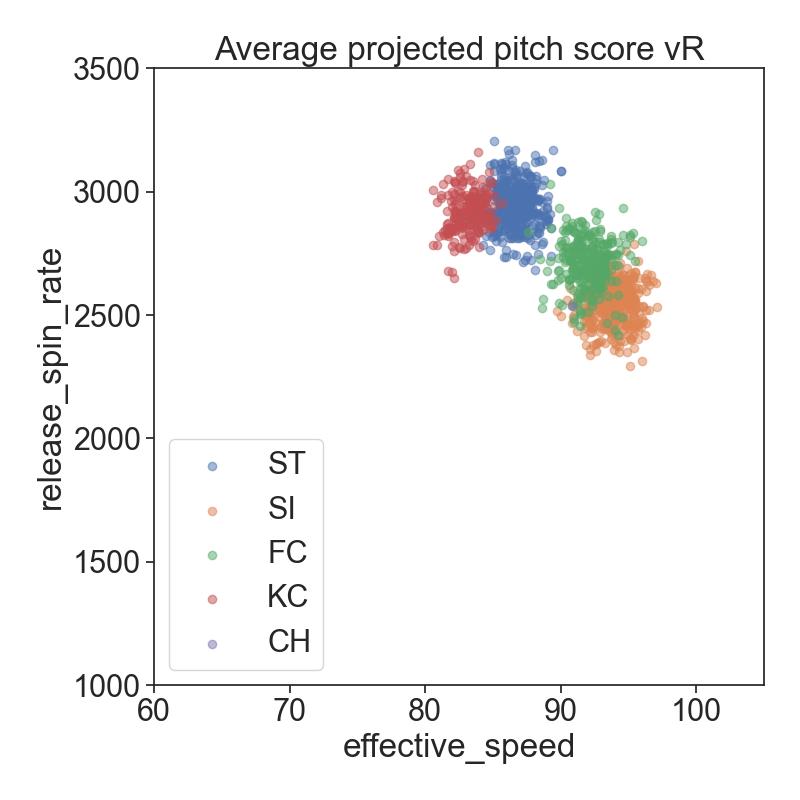 Average projected pitch score vR
3500
3000
2500
2000
1500
1000
release_spin_rate
ST
SI
FC
KC
CH
60
70
80
90
100
effective_speed